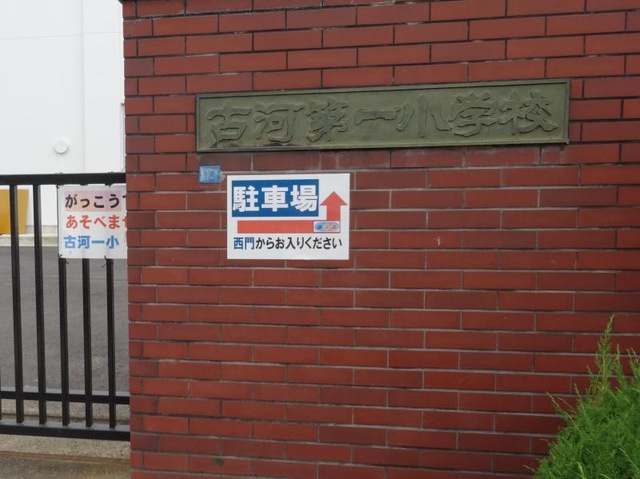 古河第一小学校
駐車場
西門からお入りください
がっこう
あそべませ
古河一小